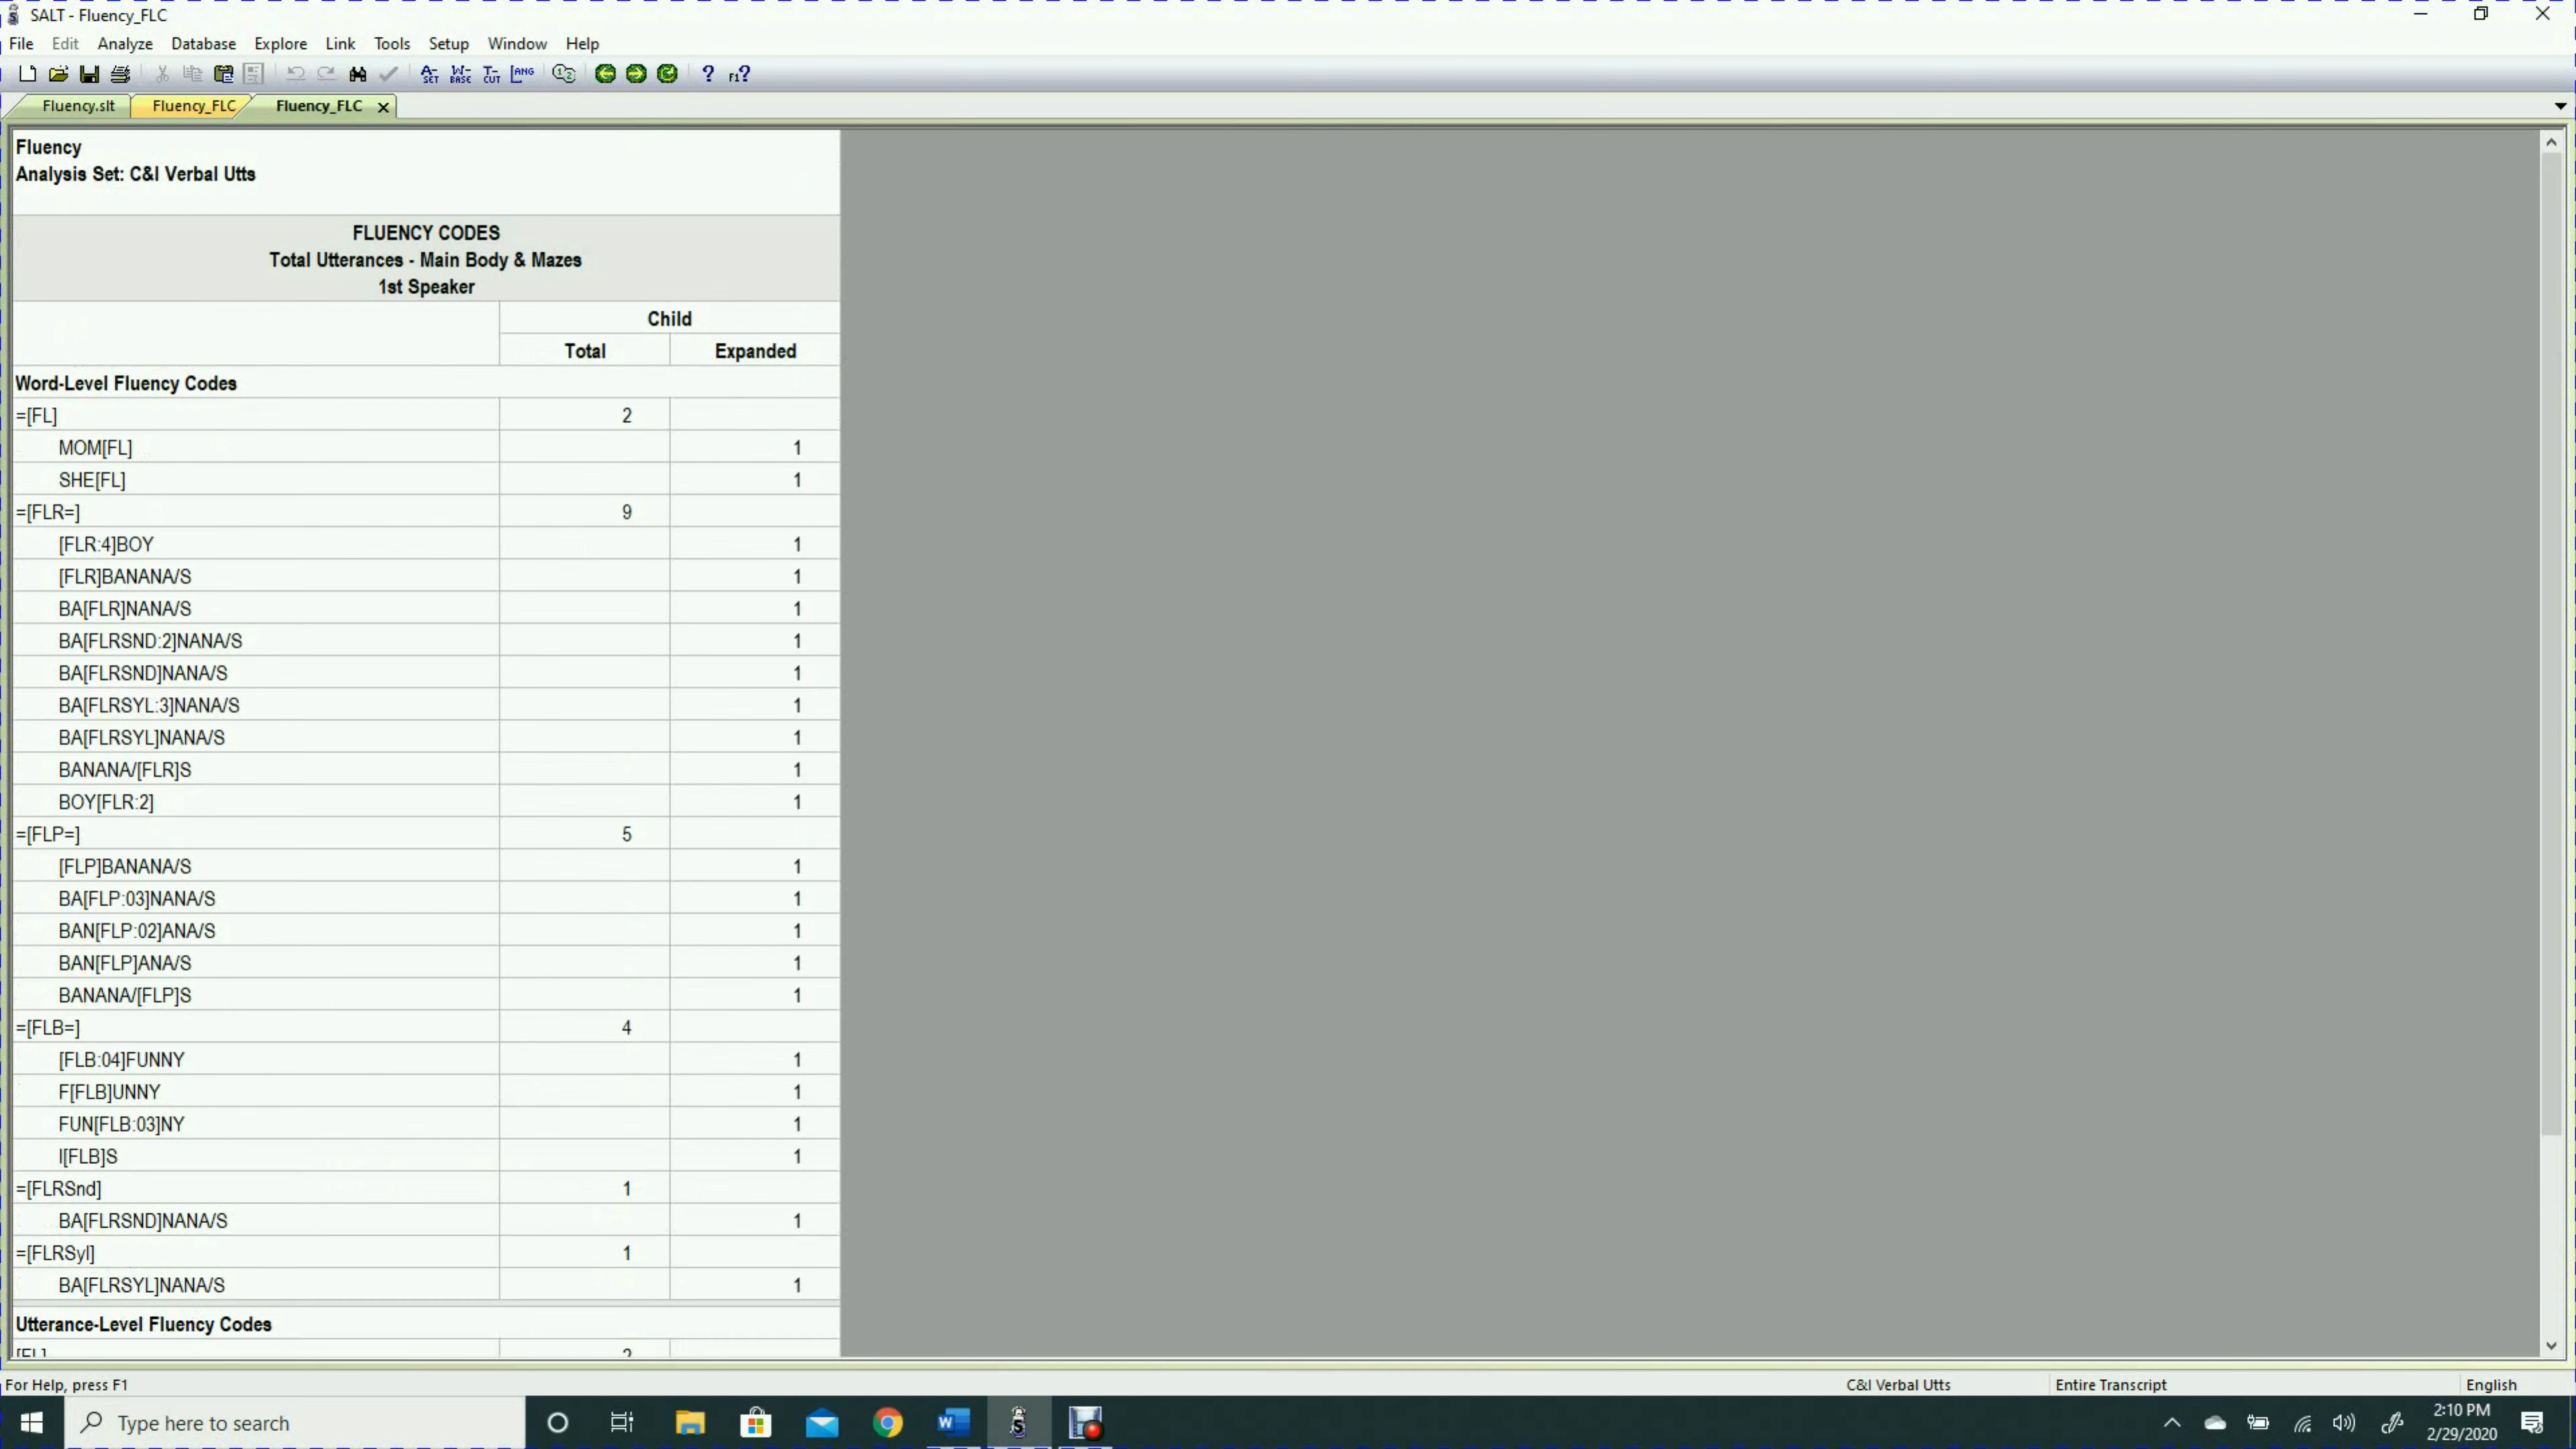 SALT - Fluency_FLC
File Edit Analyze Database Explore Link Tools Setup Window Help
A-SET W-BASE T-CUT LANG ? F1?
Fluency.slt Fluency_FLC Fluency_FLC
Fluency
Analysis Set: C&I Verbal Utts
FLUENCY CODES
Total Utterances - Main Body & Mazes
1st Speaker
Child
Total Expanded
Word-Level Fluency Codes
=[FL] 2
MOM[FL] 1
SHE[FL] 1
=[FLR=] 9
[FLR:4]BOY 1
[FLR]BANANA/S 1
BA[FLR]NANA/S 1
BA[FLRSND:2]NANA/S 1
BA[FLRSND]NANA/S 1
BA[FLRSYL:3]NANA/S 1
BA[FLRSYL]NANA/S 1
BANANA/[FLR]S 1
BOY[FLR:2] 1
=[FLP=] 5
[FLP]BANANA/S 1
BA[FLP:03]NANA/S 1
BAN[FLP:02]ANA/S 1
BAN[FLP]ANA/S 1
BANANA/[FLP]S 1
=[FLB=] 4
[FLB:04]FUNNY 1
F[FLB]UNNY 1
FUN[FLB:03]NY 1
I[FLB]S 1
=[FLRSnd] 1
BA[FLRSND]NANA/S 1
=[FLRSyl] 1
BA[FLRSYL]NANA/S 1
Utterance-Level Fluency Codes
[FL] 2
For Help, press F1 C&I Verbal Utts Entire Transcript English
Type here to search
2:10 PM
2/29/2020